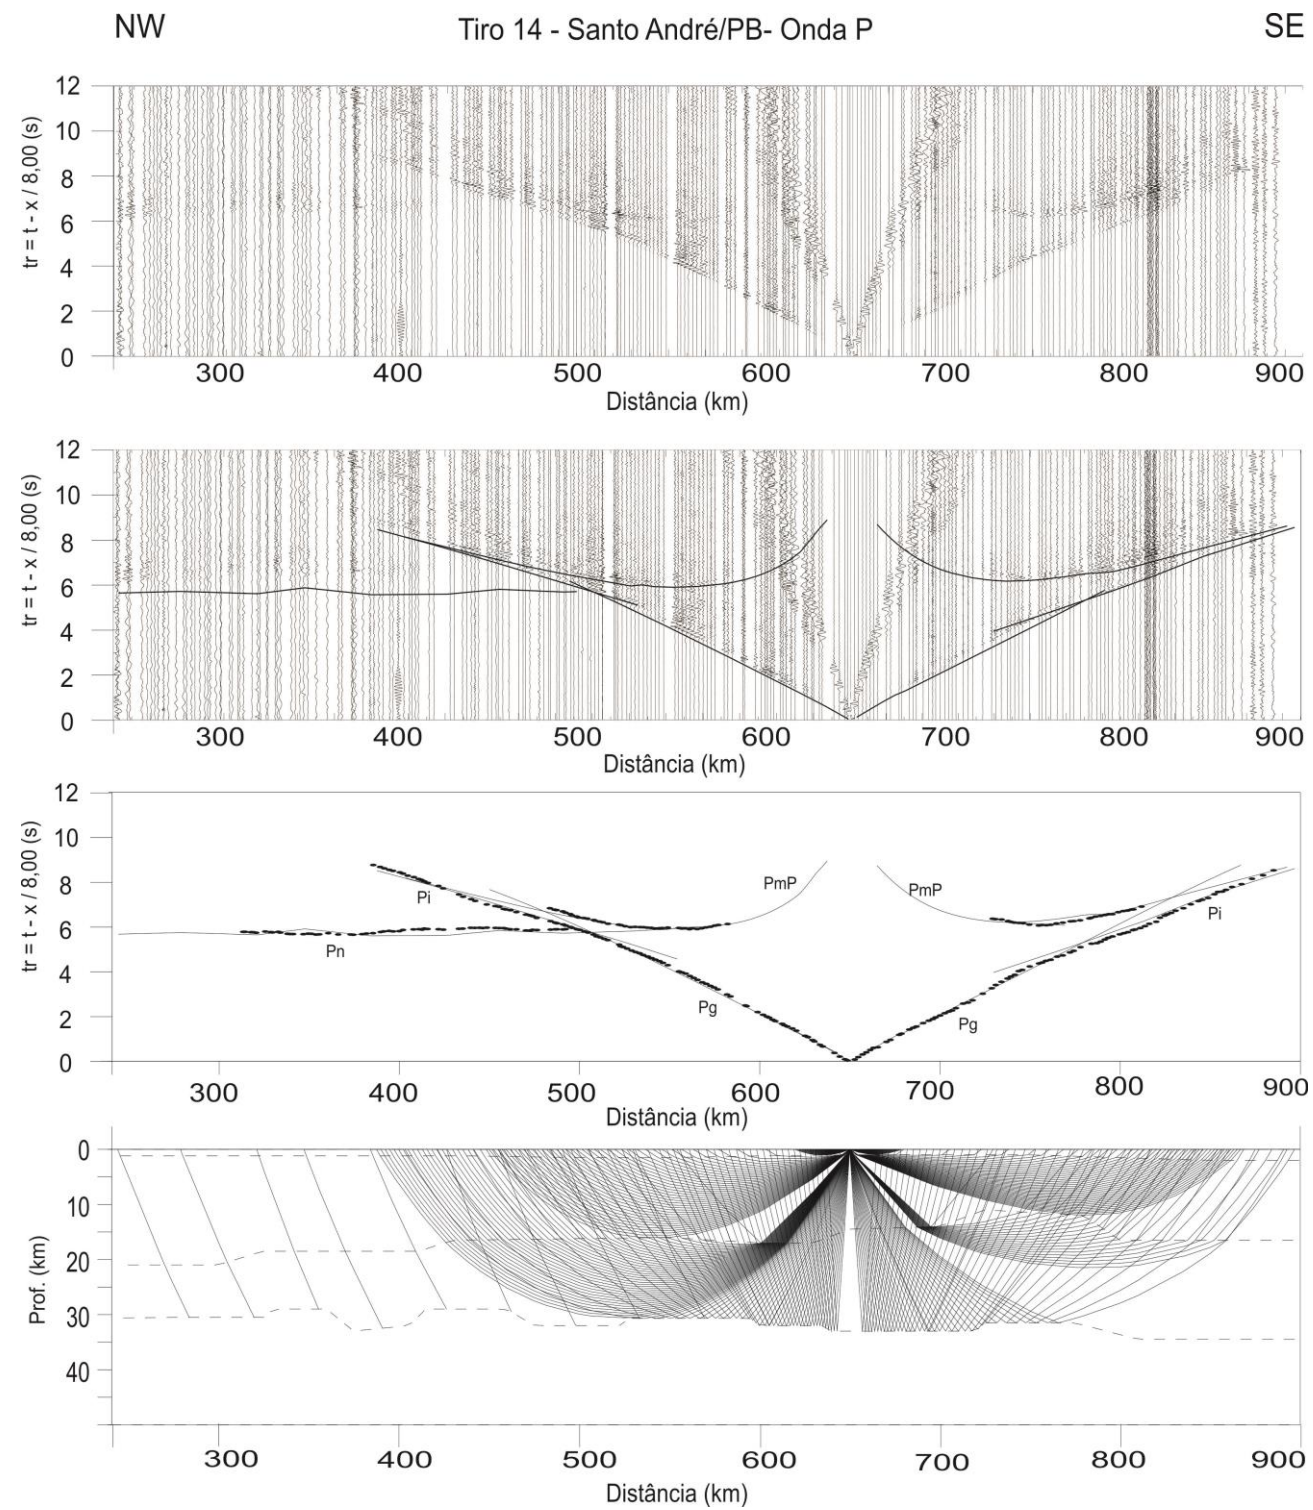 NW Tiro 14 - Santo André/PB- Onda P SE
12
10
8
6
4
2
0
tr = t - x / 8,00 (s)
300 400 500 600 700 800 900
Distância (km)
12
10
8
6
4
2
0
tr = t - x / 8,00 (s)
300 400 500 600 700 800 900
Distância (km)
12
10
8
6
4
2
0
tr = t - x / 8,00 (s)
PmP PmP
Pi Pi
Pn
Pg Pg
300 400 500 600 700 800 900
Distância (km)
0
10
20
30
40
Prof. (km)
300 400 500 600 700 800 900
Distância (km)